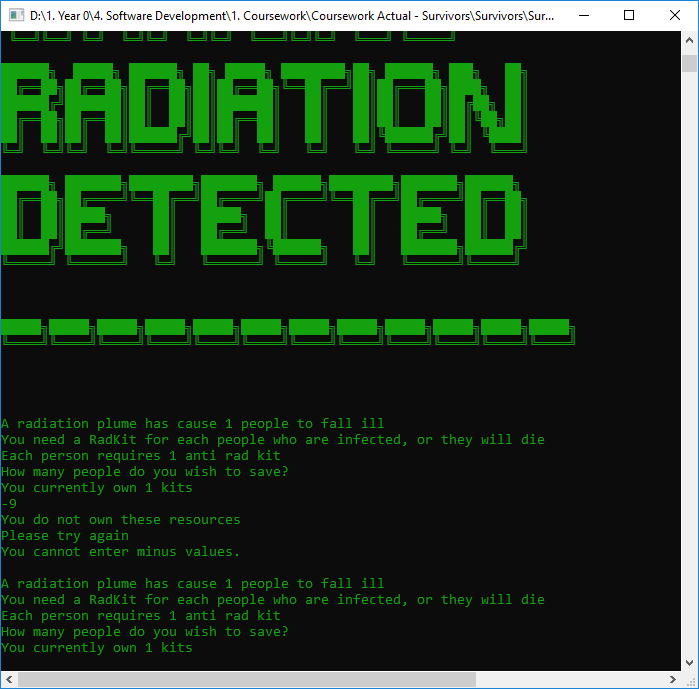 D:\1. Year 0\4. Software Development\1. Coursework\Coursework Actual - Survivors\Survivors\Sur...
RADIATION
DETECTED
A radiation plume has cause 1 people to fall ill
You need a RadKit for each people who are infected, or they will die
Each person requires 1 anti rad kit
How many people do you wish to save?
You currently own 1 kits
-9
You do not own these resources
Please try again
You cannot enter minus values.
A radiation plume has cause 1 people to fall ill
You need a RadKit for each people who are infected, or they will die
Each person requires 1 anti rad kit
How many people do you wish to save?
You currently own 1 kits